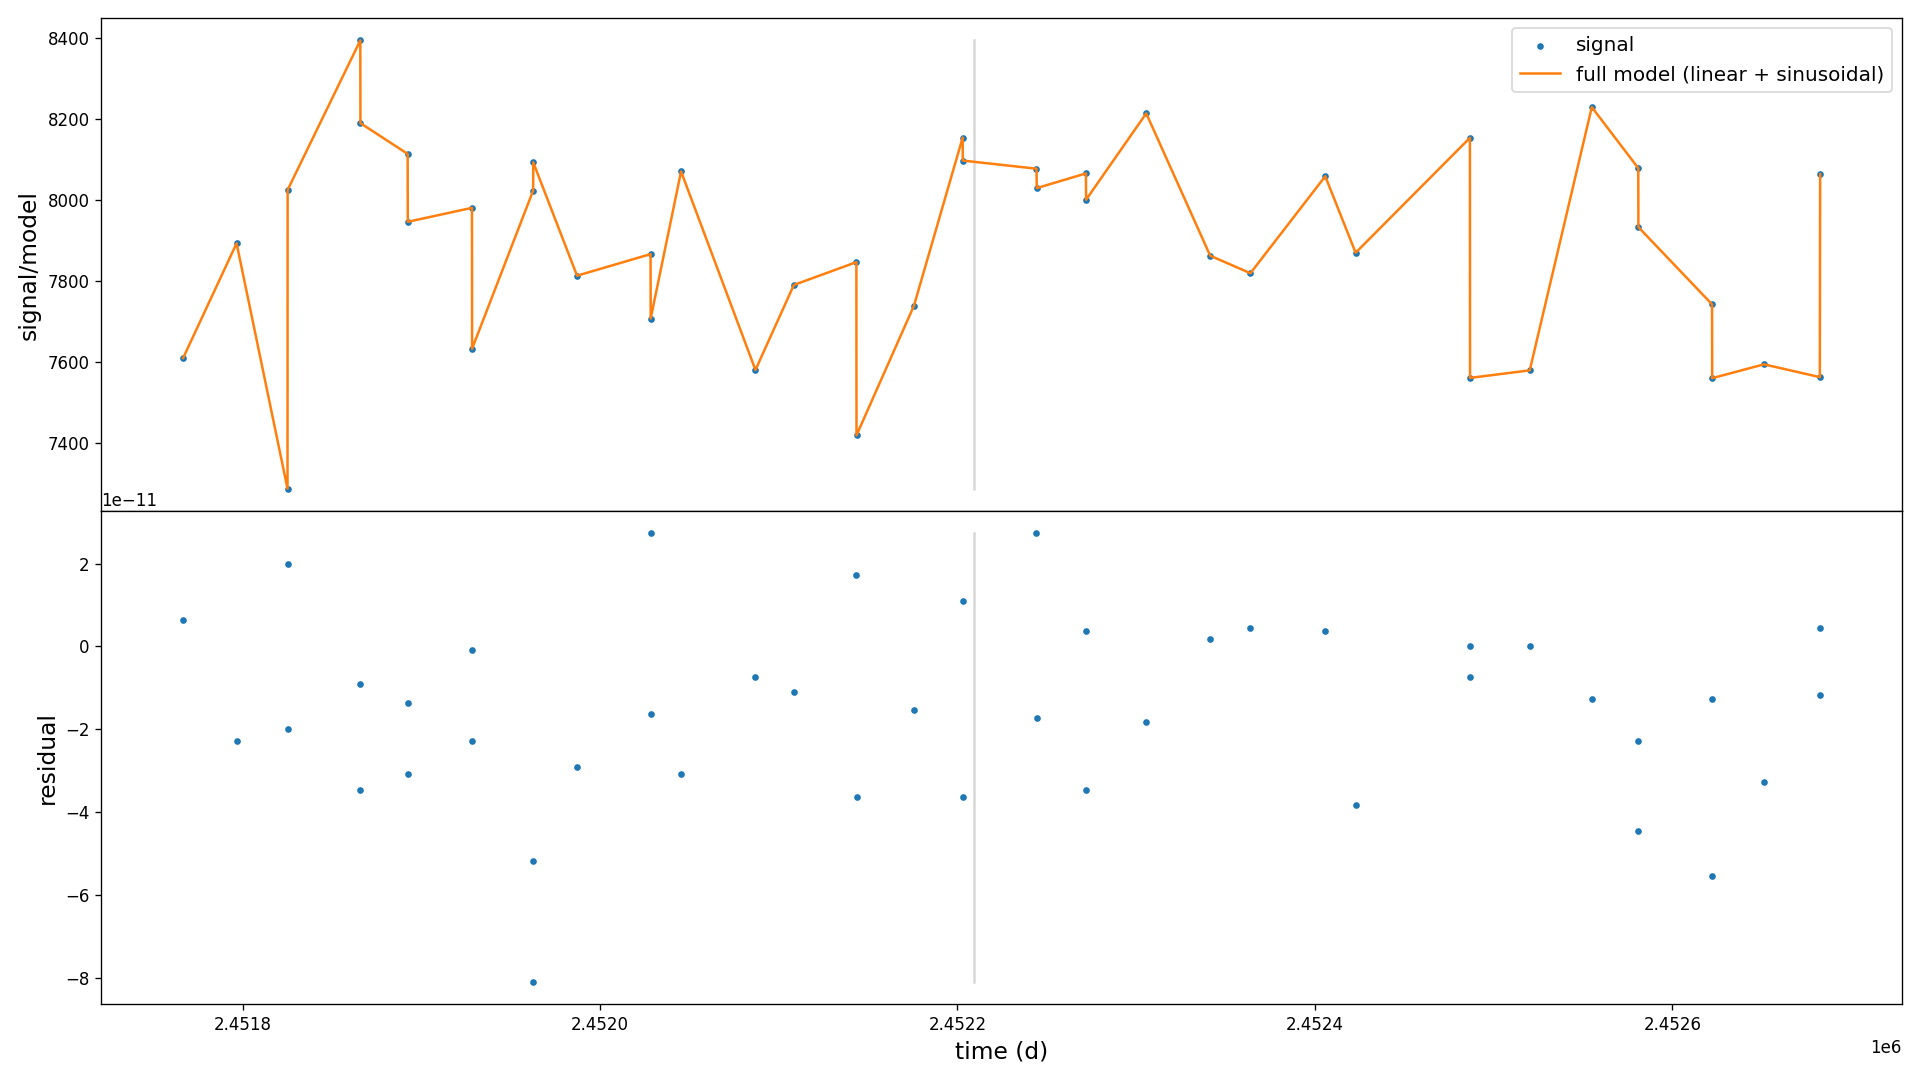 8400
8200
8000
7800
7600
7400
signal/model
signal
full model (linear + sinusoidal)
1e−11
2
0
−2
−4
−6
−8
residual
2.4518
2.4520
2.4522
2.4524
2.4526
time (d)
1e6